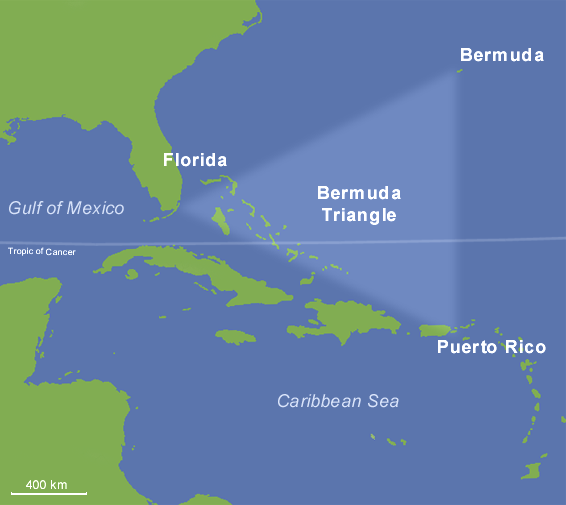 Bermuda
Florida
Bermuda
Triangle
Gulf of Mexico
Tropic of Cancer
Puerto Rico
Caribbean Sea
400 km